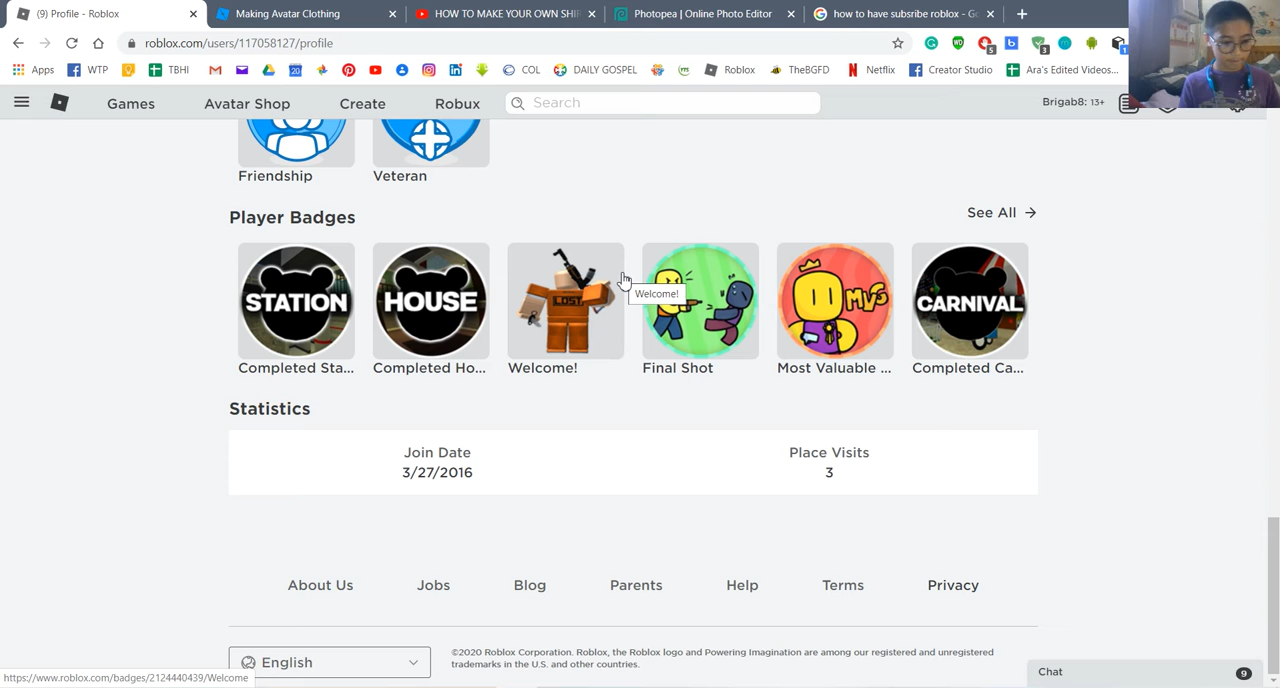 (9) Profile - Roblox
Making Avatar Clothing
HOW TO MAKE YOUR OWN SHI
Photopea | Online Photo Editor
how to have subsribe roblox - Go
roblox.com/users/117058127/profile
Apps
WTP
TBHI
COL
DAILY GOSPEL
Roblox
TheBGFD
Netflix
Creator Studio
Ara's Edited Videos...
Games
Avatar Shop
Create
Robux
Search
Brigab8: 13+
Friendship
Veteran
Player Badges
See All
STATION
HOUSE
LOST
MVG
CARNIVAL
Welcome!
Completed Sta...
Completed Ho...
Welcome!
Final Shot
Most Valuable ...
Completed Ca...
Statistics
Join Date
Place Visits
3/27/2016
3
About Us
Jobs
Blog
Parents
Help
Terms
Privacy
English
©2020 Roblox Corporation. Roblox, the Roblox logo and Powering Imagination are among our registered and unregistered
trademarks in the U.S. and other countries.
Chat
9
https://www.roblox.com/badges/2124440439/Welcome